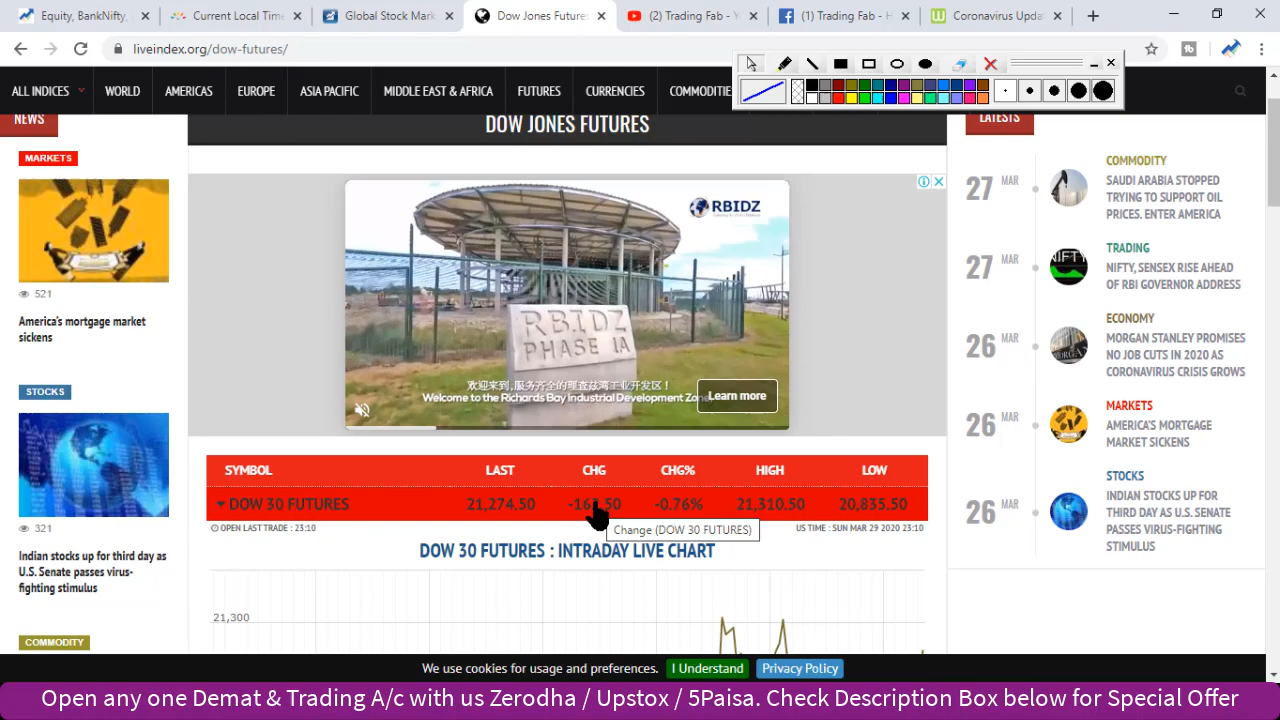 Equity, BankNifty,
Current Local Time
Global Stock Mark
Dow Jones Futures
(2) Trading Fab - Y
(1) Trading Fab - H
Coronavirus Upda
liveindex.org/dow-futures/
ALL INDICES
WORLD
AMERICAS
EUROPE
ASIA PACIFIC
MIDDLE EAST & AFRICA
FUTURES
CURRENCIES
COMMODITIE
NEWS
MARKETS
521
America's mortgage market
sickens
STOCKS
321
Indian stocks up for third day as
U.S. Senate passes virus-
fighting stimulus
COMMODITY
DOW JONES FUTURES
RBIDZ
RBIDZ
PHASE 1A
欢迎来到,服务齐全的理查兹湾工业开发区!
Welcome to the Richards Bay Industrial Development Zone
Learn more
SYMBOL LAST CHG CHG% HIGH LOW
DOW 30 FUTURES 21,274.50 -0.76% 21,310.50 20,835.50
OPEN LAST TRADE : 23:10
US TIME : SUN MAR 29 2020 23:10
Change (DOW 30 FUTURES)
DOW 30 FUTURES : INTRADAY LIVE CHART
21,300
LATESTS
27 MAR
COMMODITY
SAUDI ARABIA STOPPED
TRYING TO SUPPORT OIL
PRICES. ENTER AMERICA
27 MAR
TRADING
NIFTY
NIFTY, SENSEX RISE AHEAD
OF RBI GOVERNOR ADDRESS
26 MAR
ECONOMY
MORGAN STANLEY PROMISES
NO JOB CUTS IN 2020 AS
CORONAVIRUS CRISIS GROWS
26 MAR
MARKETS
AMERICA'S MORTGAGE
MARKET SICKENS
26 MAR
STOCKS
INDIAN STOCKS UP FOR
THIRD DAY AS U.S. SENATE
PASSES VIRUS-FIGHTING
STIMULUS
We use cookies for usage and preferences.
I Understand
Privacy Policy
Open any one Demat & Trading A/c with us Zerodha / Upstox / 5Paisa. Check Description Box below for Special Offer